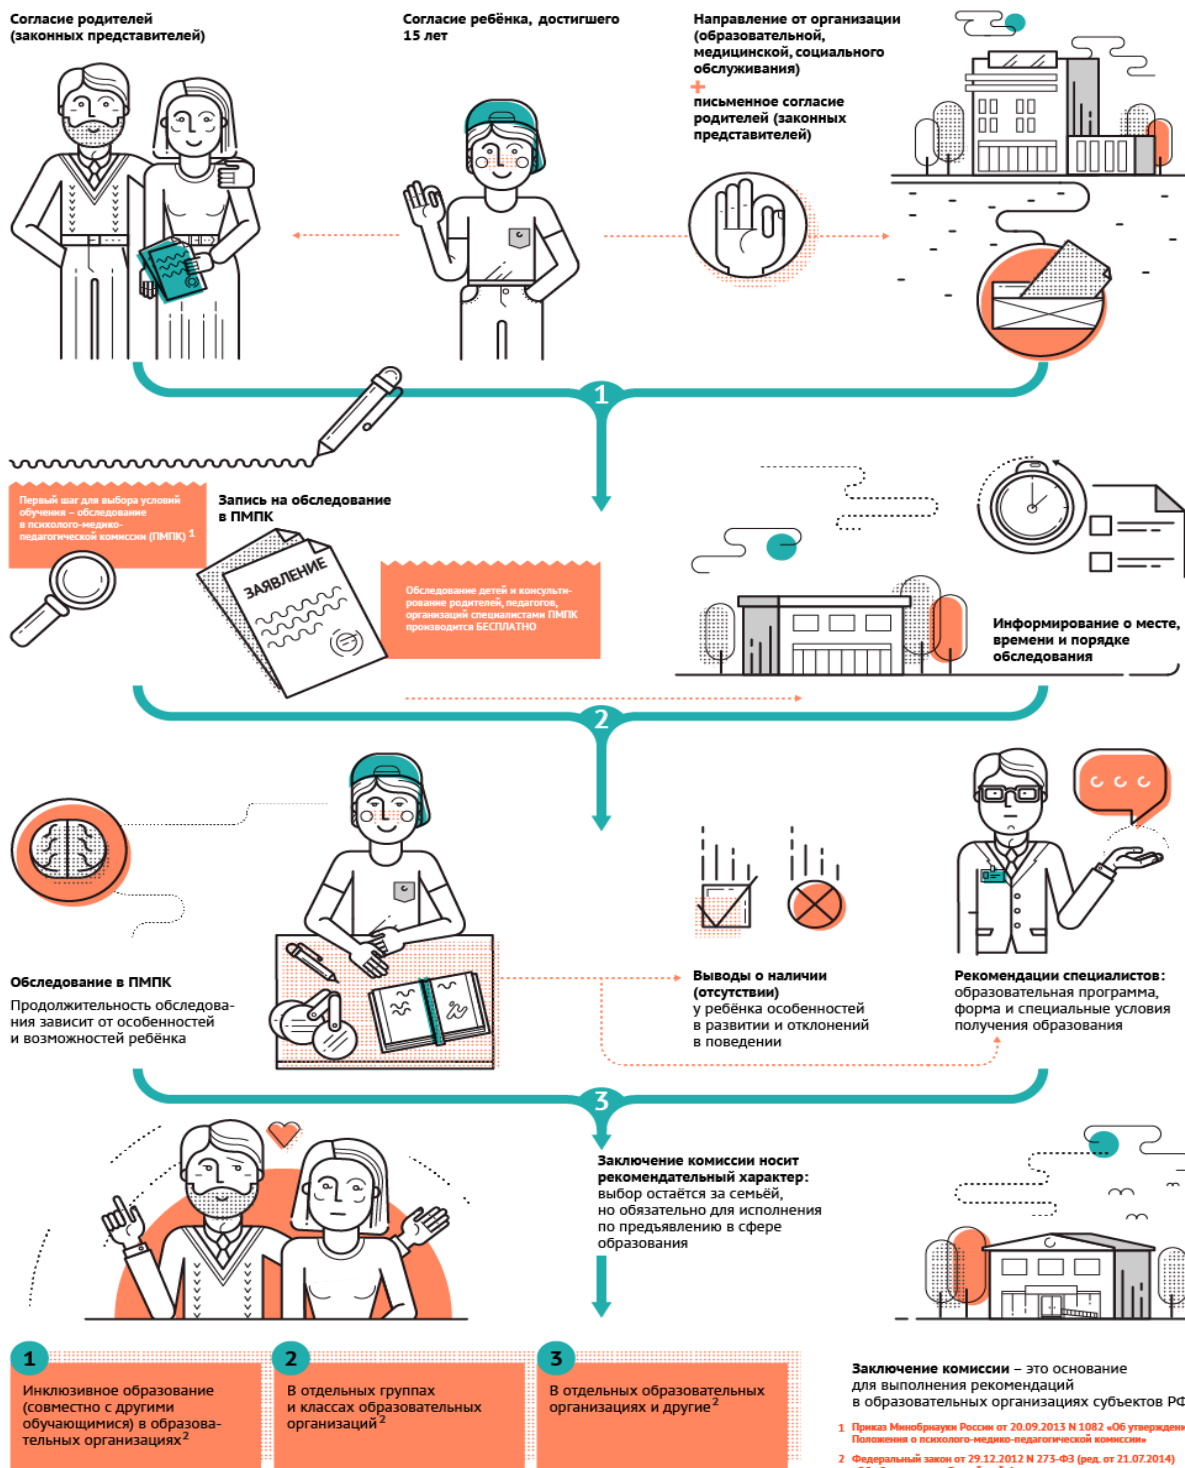 Согласие родителей
(законных представителей)
Согласие ребёнка, достигшего
15 лет
Направление от организации
(образовательной,
медицинской, социального
обслуживания)
+
письменное согласие
родителей (законных
представителей)
1
Первый шаг для выбора условий
обучения – обследование
в психолого-медико-
педагогической комиссии (ПМПК) 1
Запись на обследование
в ПМПК
ЗАЯВЛЕНИЕ
Обследование детей и консульти-
рование родителей, педагогов,
организаций специалистами ПМПК
производится БЕСПЛАТНО
Информирование о месте,
времени и порядке
обследования
2
Обследование в ПМПК
Продолжительность обследова-
ния зависит от особенностей
и возможностей ребёнка
Выводы о наличии
(отсутствии)
у ребёнка особенностей
в развитии и отклонений
в поведении
Рекомендации специалистов:
образовательная программа,
форма и специальные условия
получения образования
3
Заключение комиссии носит
рекомендательный характер:
выбор остаётся за семьёй,
но обязательно для исполнения
по предъявлению в сфере
образования
1
Инклюзивное образование
(совместно с другими
обучающимися) в образова-
тельных организациях 2
2
В отдельных группах
и классах образовательных
организаций 2
3
В отдельных образовательных
организациях и другие 2
Заключение комиссии – это основание
для выполнения рекомендаций
в образовательных организациях субъектов РФ
1 Приказ Минобрнауки России от 20.09.2013 N 1082 «Об утверждени
Положения о психолого-медико-педагогической комиссии»
2 Федеральный закон от 29.12.2012 N 273-ФЗ (ред. от 21.07.2014)